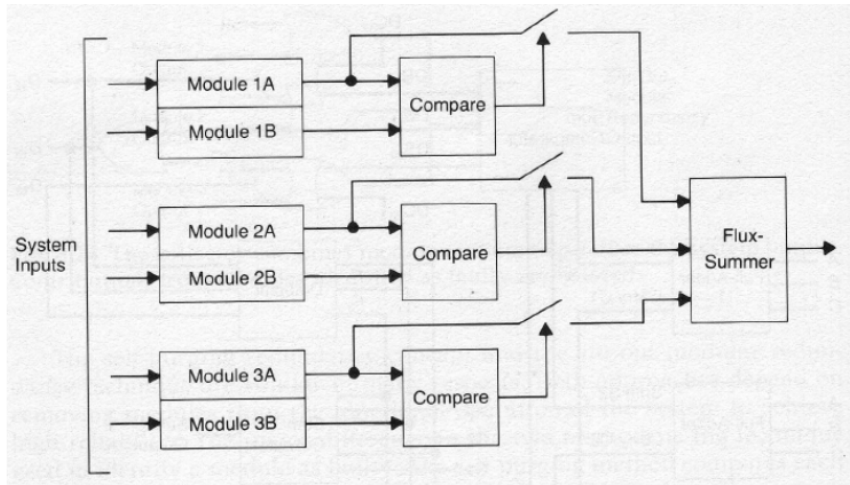 Module 1A
Compare
Module 1B
Module 2A
Compare
Module 2B
System
Inputs
Flux-
Summer
Module 3A
Compare
Module 3B